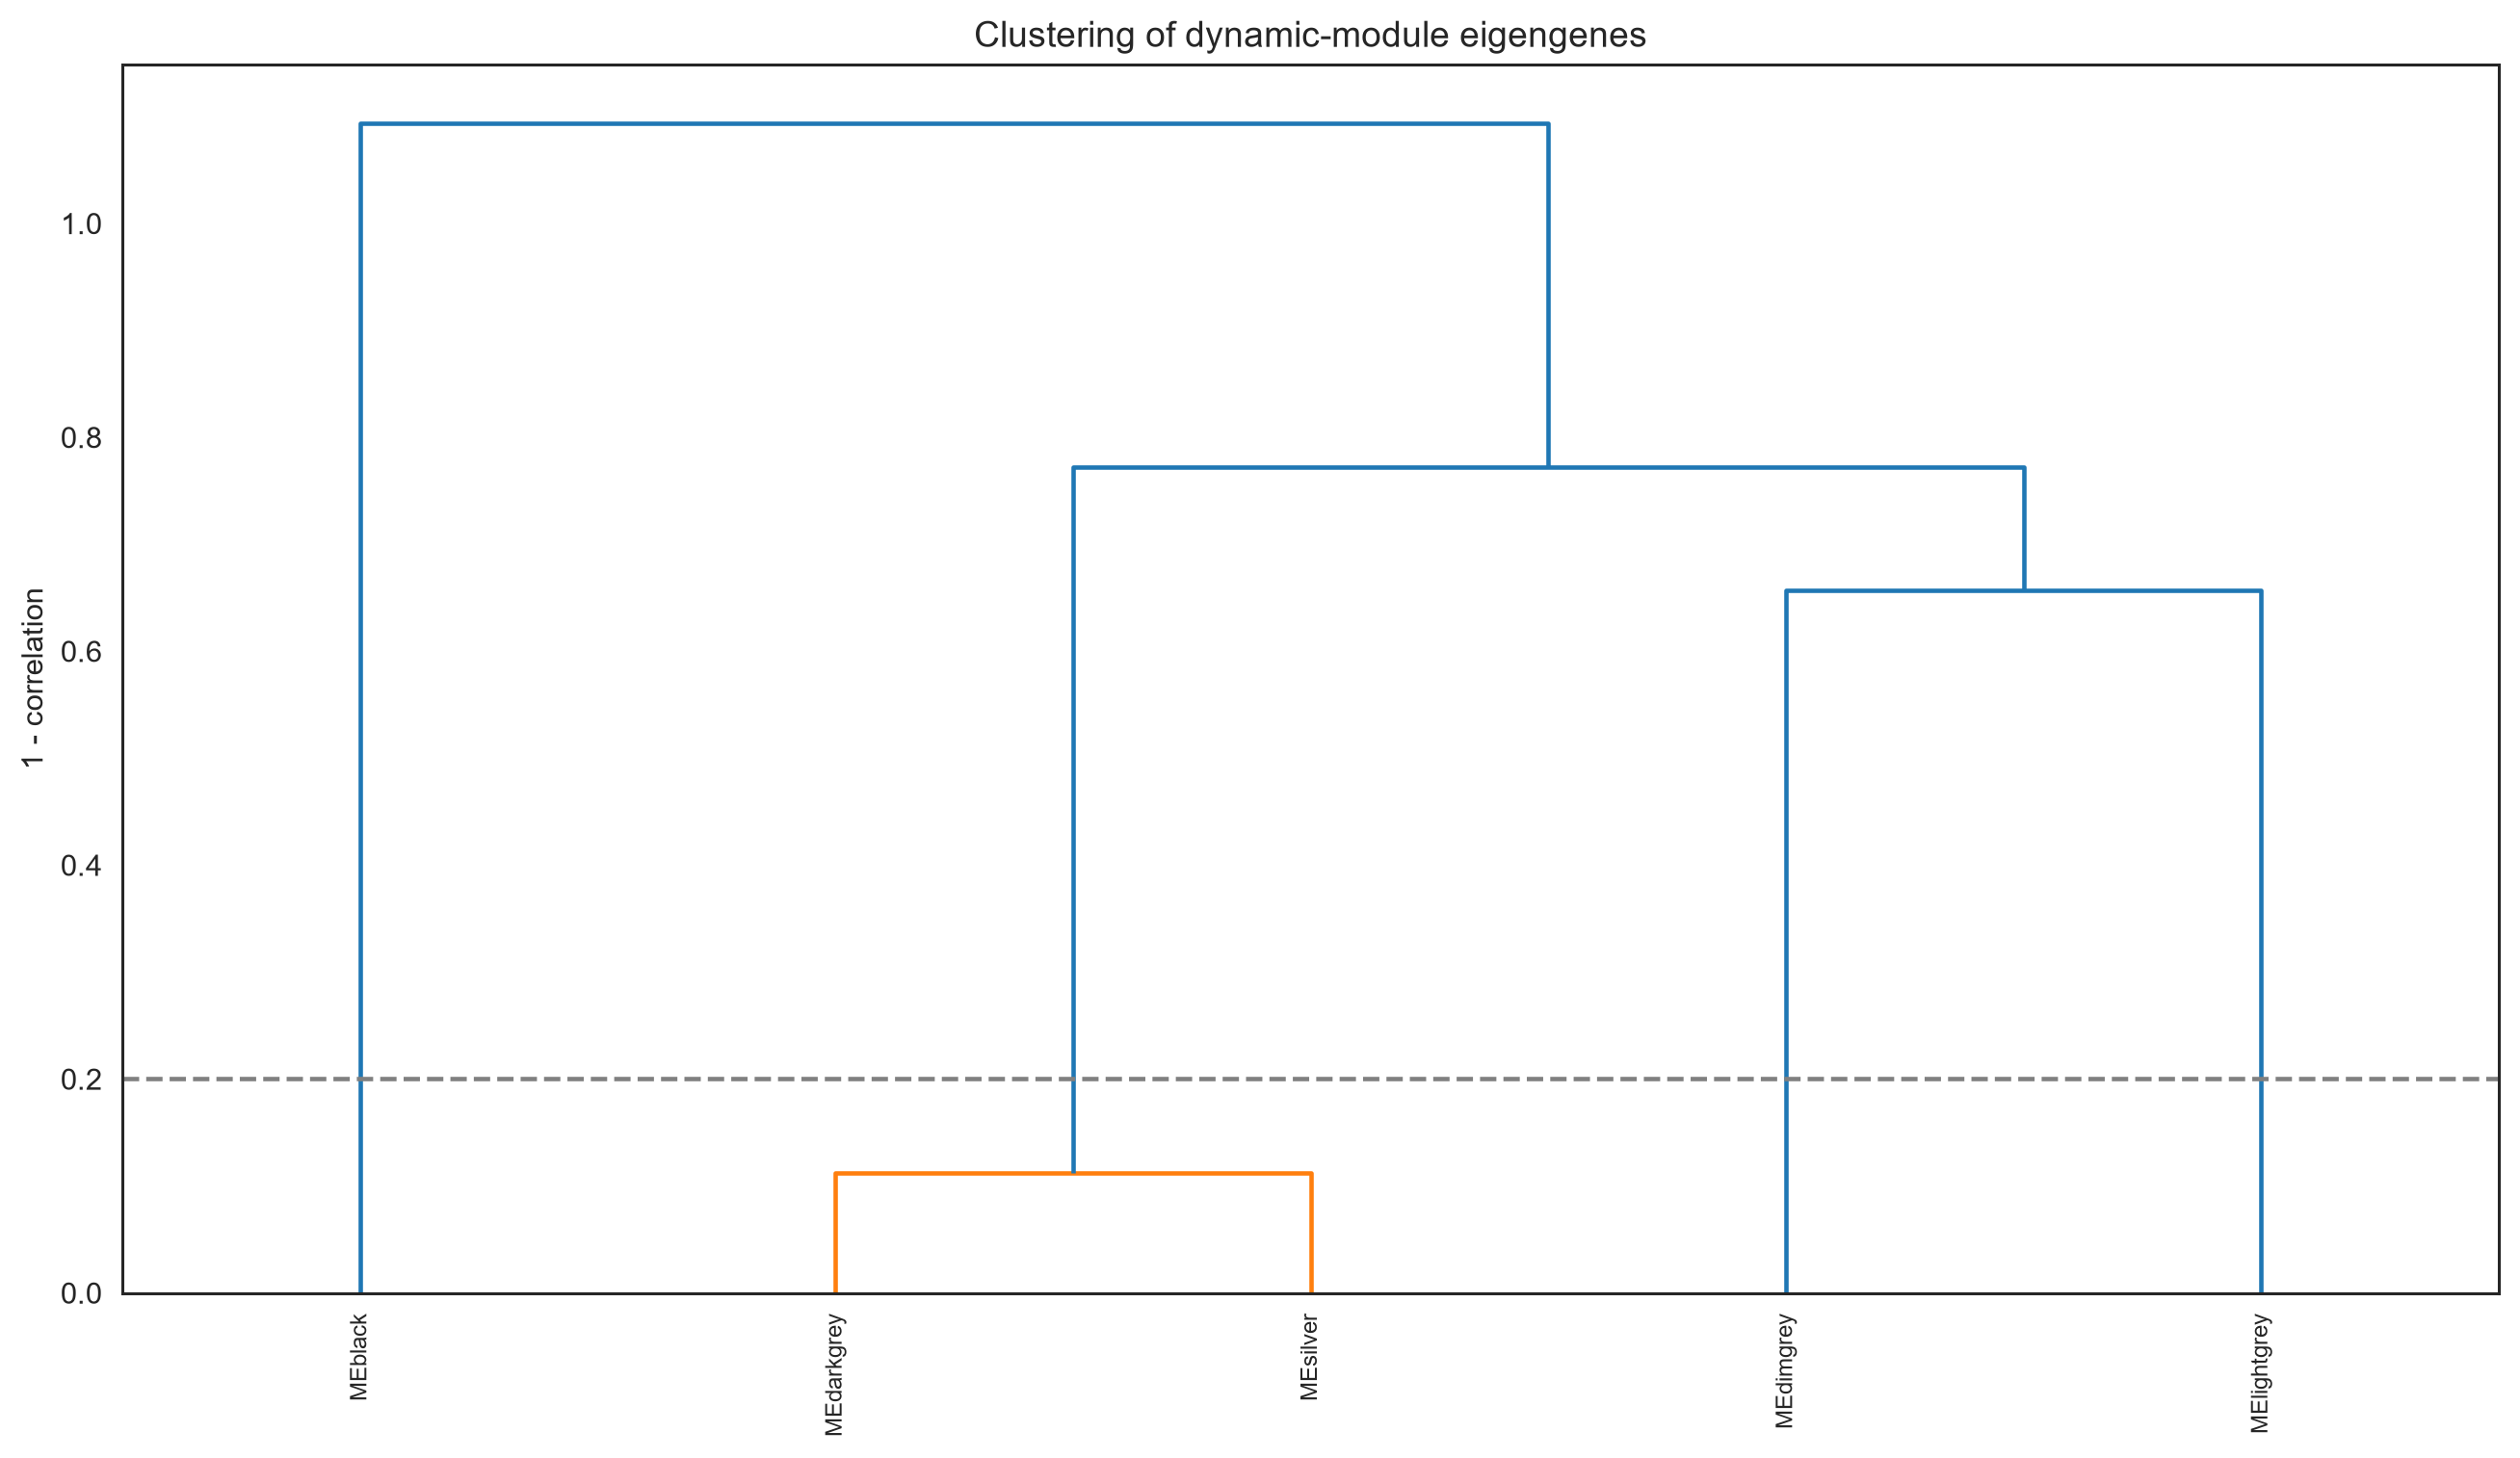 Clustering of dynamic-module eigengenes
1 - correlation
1.0
0.8
0.6
0.4
0.2
0.0
MEblack
MEdarkgrey
MEsilver
MEdimgrey
MElightgrey